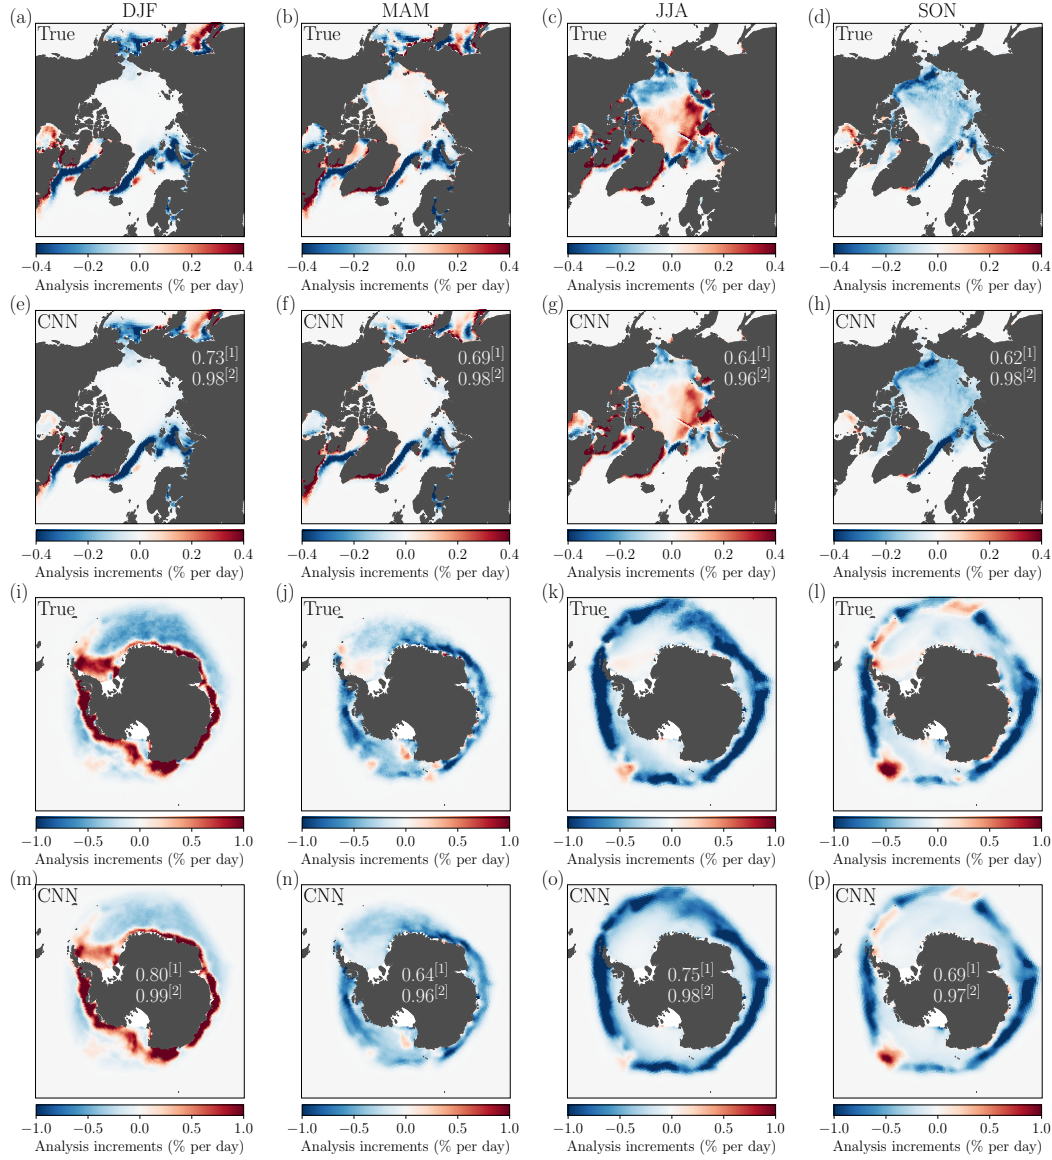 DJF MAM JJA SON
(a) (b) (c) (d)
True True True True
−0.4 −0.2 0.0 0.2 0.4 −0.4 −0.2 0.0 0.2 0.4 −0.4 −0.2 0.0 0.2 0.4 −0.4 −0.2 0.0 0.2 0.4
Analysis increments (% per day) Analysis increments (% per day) Analysis increments (% per day) Analysis increments (% per day)
(e) (f) (g) (h)
CNN CNN CNN CNN
0.73[1] 0.69[1] 0.64[1] 0.62[1]
0.98[2] 0.98[2] 0.96[2] 0.98[2]
−0.4 −0.2 0.0 0.2 0.4 −0.4 −0.2 0.0 0.2 0.4 −0.4 −0.2 0.0 0.2 0.4 −0.4 −0.2 0.0 0.2 0.4
Analysis increments (% per day) Analysis increments (% per day) Analysis increments (% per day) Analysis increments (% per day)
(i) (j) (k) (l)
True True True True
−1.0 −0.5 0.0 0.5 1.0 −1.0 −0.5 0.0 0.5 1.0 −1.0 −0.5 0.0 0.5 1.0 −1.0 −0.5 0.0 0.5 1.0
Analysis increments (% per day) Analysis increments (% per day) Analysis increments (% per day) Analysis increments (% per day)
(m) (n) (o) (p)
CNN CNN CNN CNN
0.80[1] 0.64[1] 0.75[1] 0.69[1]
0.99[2] 0.96[2] 0.98[2] 0.97[2]
−1.0 −0.5 0.0 0.5 1.0 −1.0 −0.5 0.0 0.5 1.0 −1.0 −0.5 0.0 0.5 1.0 −1.0 −0.5 0.0 0.5 1.0
Analysis increments (% per day) Analysis increments (% per day) Analysis increments (% per day) Analysis increments (% per day)